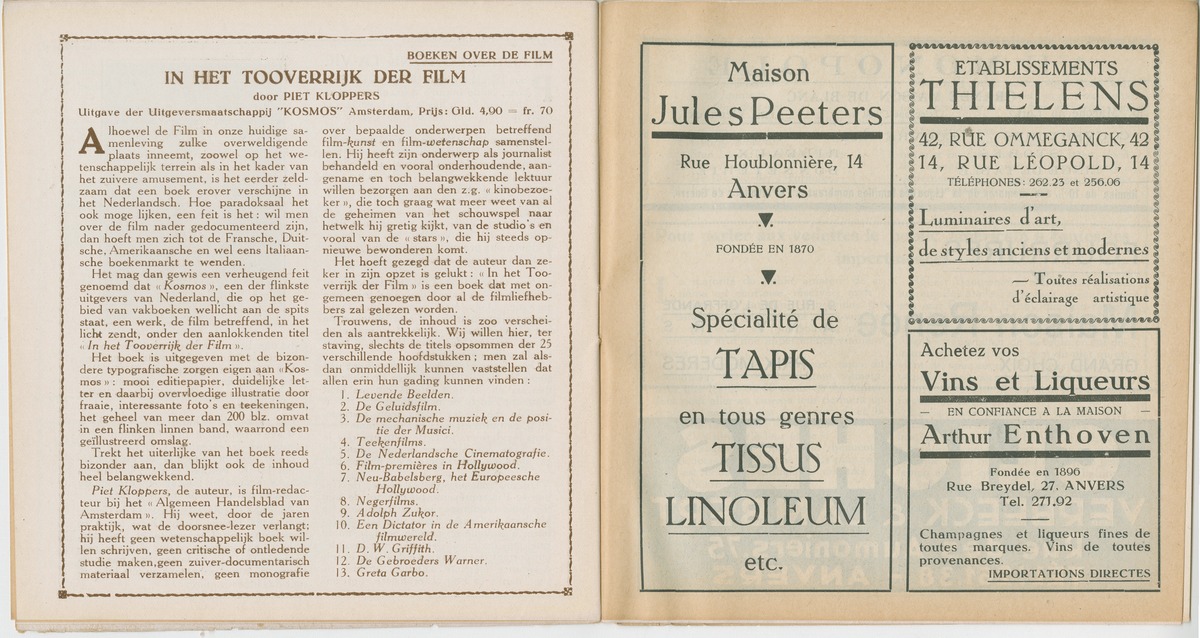 BOEKEN OVER DE FILM
IN HET TOOVERRIJK DER FILM
door PIET KLOPPERS
Uitgave der Uitgeversmaatschappij "KOSMOS" Amsterdam, Prijs: Gld. 4,90 = fr. 70
Alhoewel de Film in onze huidige sa-
menleving zulke overweldigende
plaats inneemt, zoowel op het we-
tenschappelijk terrein als in het kader van
het zuivere amusement, is het eerder zeld-
zaam dat een boek erover verschijne in
het Nederlandsch. Hoe paradoksaal het
ook moge lijken, een feit is het : wil men
over de film nader gedocumenteerd zijn,
dan hoeft men zich tot de Fransche, Duit-
sche, Amerikaansche en wel eens Italiaan-
sche boekenmarkt te wenden.
Het mag dan gewis een verheugend feit
genoemd dat « Kosmos », een der flinkste
uitgevers van Nederland, die op het ge-
bied van vakboeken wellicht aan de spits
staat, een werk, de film betreffend, in het
licht zendt, onder den aanlokkenden titel
« In het Tooverrijk der Film ».
Het boek is uitgegeven met de bizon-
dere typografische zorgen eigen aan «Kos-
mos» : mooi editiepapier, duidelijke let-
ter en daarbij overvloedige illustratie door
fraaie, interessante foto's en teekeningen,
het geheel van meer dan 200 blz. omvat
in een flinken linnen band, waarrond een
geïllustreerd omslag.
Trekt het uiterlijke van het boek reeds
bizonder aan, dan blijkt ook de inhoud
heel belangwekkend.
Piet Kloppers, de auteur, is film-redac-
teur bij het « Algemeen Handelsblad van
Amsterdam ». Hij weet, door de jaren
praktijk, wat de doorsnee-lezer verlangt;
hij heeft geen wetenschappelijk boek wil-
len schrijven, geen critische of ontledende
studie maken, geen zuiver-documentarisch
materiaal verzamelen, geen monografie
over bepaalde onderwerpen betreffend
film-kunst en film-wetenschap samenstel-
len. Hij heeft zijn onderwerp als journalist
behandeld en vooral onderhoudende, aan-
gename en toch belangwekkende lektuur
willen bezorgen aan den z.g. « kinobezoe-
ker », die toch graag wat meer weet van al
de geheimen van het schouwspel naar
hetwelk hij gretig kijkt, van de studio's en
vooral van de « stars », die hij steeds op-
nieuw bewonderen komt.
Het hoeft gezegd dat de auteur dan ze-
ker in zijn opzet is gelukt : « In het Too-
verrijk der Film » is een boek dat met on-
gemeen genoegen door al de filmliefheb-
bers zal gelezen worden.
Trouwens, de inhoud is zoo verschei-
den als aantrekkelijk. Wij willen hier, ter
staving, slechts de titels opsommen der 25
verschillende hoofdstukken ; men zal als-
dan onmiddellijk kunnen vaststellen dat
allen erin hun gading kunnen vinden :
1. Levende Beelden.
2. De Geluidsfilm.
3. De mechanische muziek en de posi-
tie der Musici.
4. Teekenfilms.
5. De Nederlandsche Cinematografie.
6. Film-premières in Hollywood.
7. Neu-Babelsberg, het Europeesche
Hollywood.
8. Negerfilms.
9. Adolph Zukor.
10. Een Dictator in de Amerikaansche
filmwereld.
11. D. W. Griffith.
12. De Gebroeders Warner.
13. Greta Garbo.
Maison
Jules Peeters
Rue Houblonnière, 14
Anvers
FONDÉE EN 1870
Spécialité de
TAPIS
en tous genres
TISSUS
LINOLEUM
etc.
ETABLISSEMENTS
THIELENS
42, RUE OMMEGANCK, 42
14, RUE LÉOPOLD, 14
TÉLÉPHONES : 262.23 et 256.06
Luminaires d'art,
de styles anciens et modernes
— Toutes réalisations
d'éclairage artistique
Achetez vos
Vins et Liqueurs
— EN CONFIANCE A LA MAISON —
Arthur Enthoven
Fondée en 1896
Rue Breydel, 27. ANVERS
Tel. 271,92
Champagnes et liqueurs fines de
toutes marques. Vins de toutes
provenances.
IMPORTATIONS DIRECTES